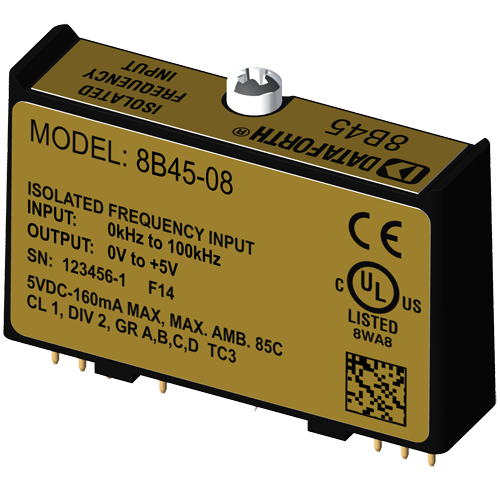 ISOLATED
FREQUENCY
INPUT
DATAFORTH®
8B45
MODEL: 8B45-08
ISOLATED FREQUENCY INPUT
INPUT: 0kHz to 100kHz
OUTPUT: 0V to +5V
SN: 123456-1 F14
5VDC-160mA MAX, MAX. AMB. 85C
CL 1, DIV 2, GR A,B,C,D TC3
CE
C UL US
LISTED
8WA8